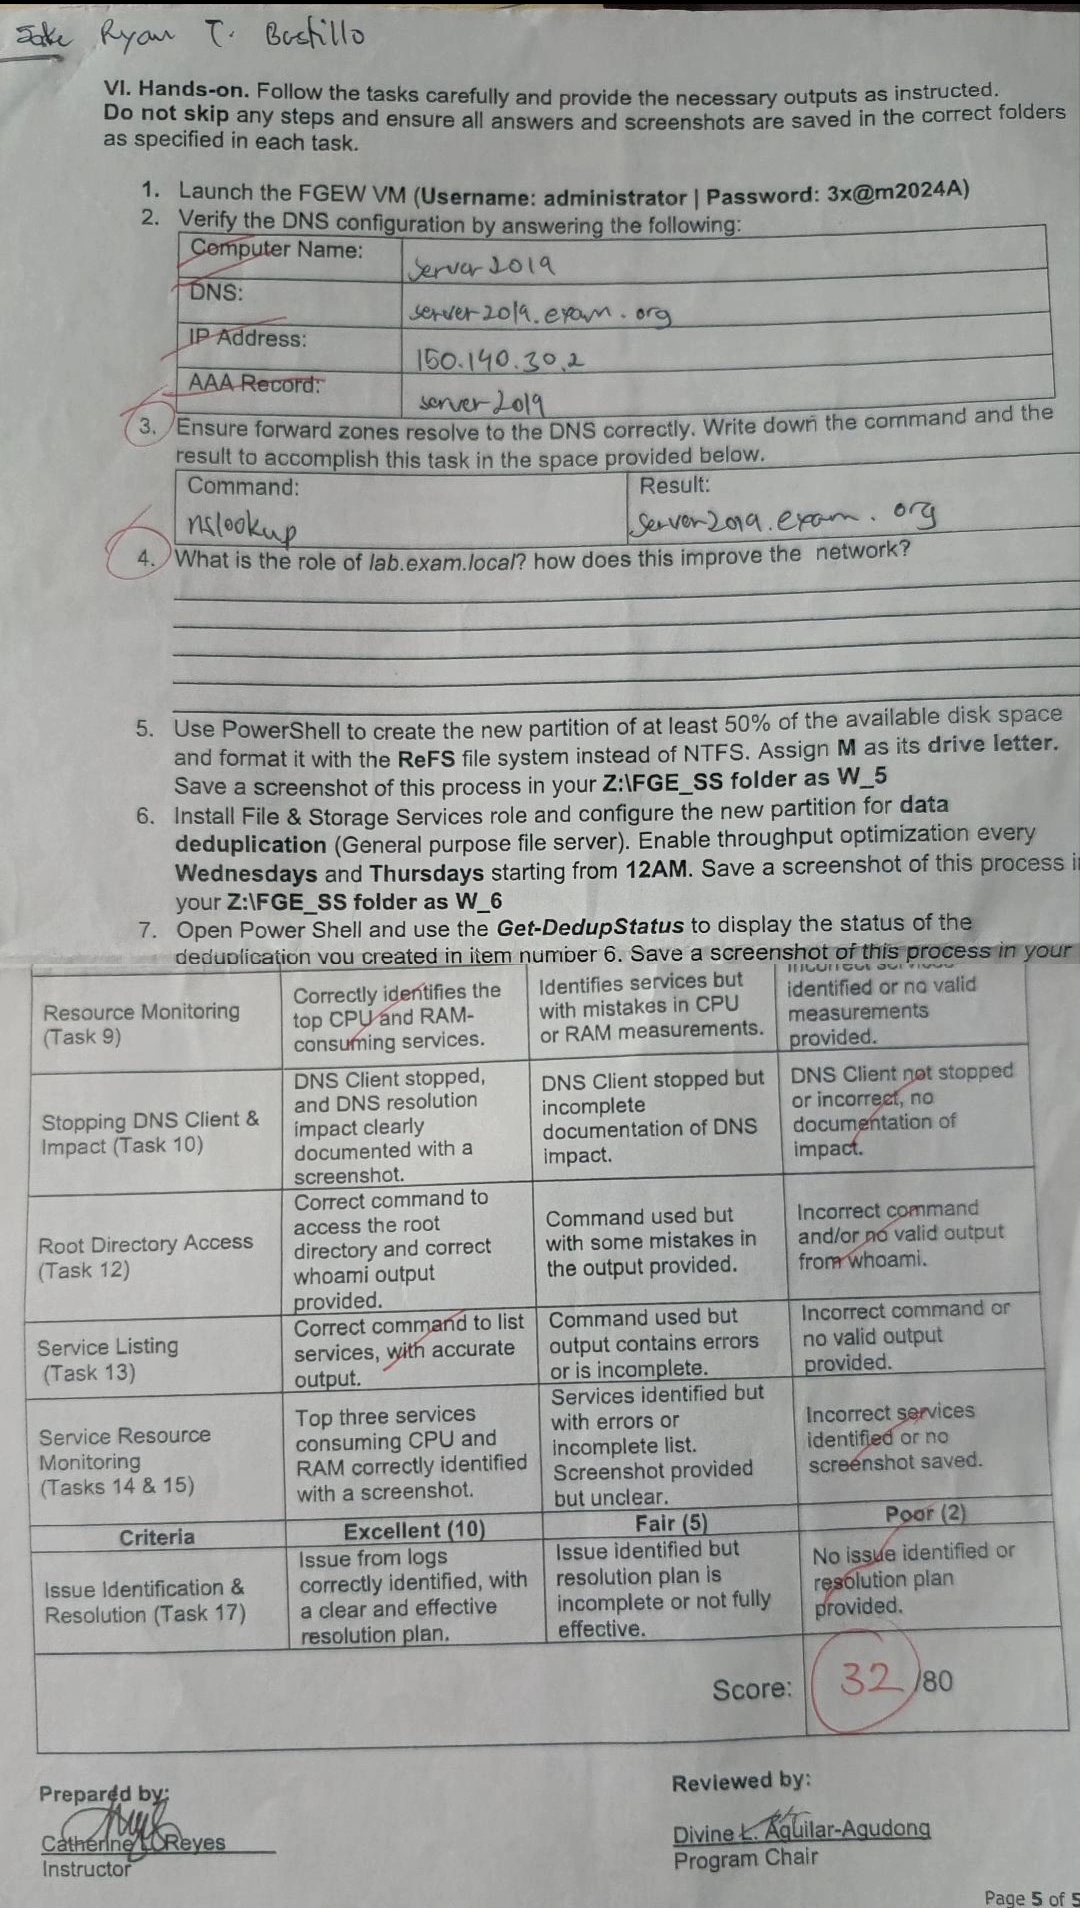 Jake Ryan T. Bustillo
VI. Hands-on. Follow the tasks carefully and provide the necessary outputs as instructed.
Do not skip any steps and ensure all answers and screenshots are saved in the correct folders
as specified in each task.
1. Launch the FGEW VM (Username: administrator | Password: 3x@m2024A)
2. Verify the DNS configuration by answering the following:
Computer Name: server2019
DNS: server2019.exam.org
IP Address: 150.140.30.2
AAA Record: server2019
3. Ensure forward zones resolve to the DNS correctly. Write down the command and the
result to accomplish this task in the space provided below.
Command: Result:
nslookup server2019.exam.org
4. What is the role of lab.exam.local? how does this improve the network?
5. Use PowerShell to create the new partition of at least 50% of the available disk space
and format it with the ReFS file system instead of NTFS. Assign M as its drive letter.
Save a screenshot of this process in your Z:\FGE_SS folder as W_5
6. Install File & Storage Services role and configure the new partition for data
deduplication (General purpose file server). Enable throughput optimization every
Wednesdays and Thursdays starting from 12AM. Save a screenshot of this process i
your Z:\FGE_SS folder as W_6
7. Open Power Shell and use the Get-DedupStatus to display the status of the
deduplication you created in item number 6. Save a screenshot of this process in your
Resource Monitoring
(Task 9)
Correctly identifies the
top CPU and RAM-
consuming services.
Identifies services but
with mistakes in CPU
or RAM measurements.
identified or no valid
measurements
provided.
Stopping DNS Client &
Impact (Task 10)
DNS Client stopped,
and DNS resolution
impact clearly
documented with a
screenshot.
DNS Client stopped but
incomplete
documentation of DNS
impact.
DNS Client not stopped
or incorrect, no
documentation of
impact.
Root Directory Access
(Task 12)
Correct command to
access the root
directory and correct
whoami output
provided.
Command used but
with some mistakes in
the output provided.
Incorrect command
and/or no valid output
from whoami.
Service Listing
(Task 13)
Correct command to list
services, with accurate
output.
Command used but
output contains errors
or is incomplete.
Incorrect command or
no valid output
provided.
Service Resource
Monitoring
(Tasks 14 & 15)
Top three services
consuming CPU and
RAM correctly identified
with a screenshot.
Services identified but
with errors or
incomplete list.
Screenshot provided
but unclear.
Incorrect services
identified or no
screenshot saved.
Criteria Excellent (10) Fair (5) Poor (2)
Issue Identification &
Resolution (Task 17)
Issue from logs
correctly identified, with
a clear and effective
resolution plan.
Issue identified but
resolution plan is
incomplete or not fully
effective.
No issue identified or
resolution plan
provided.
Score: 32 /80
Prepared by:
Catherine Reyes
Instructor
Reviewed by:
Divine L. Aguilar-Agudong
Program Chair
Page 5 of 5